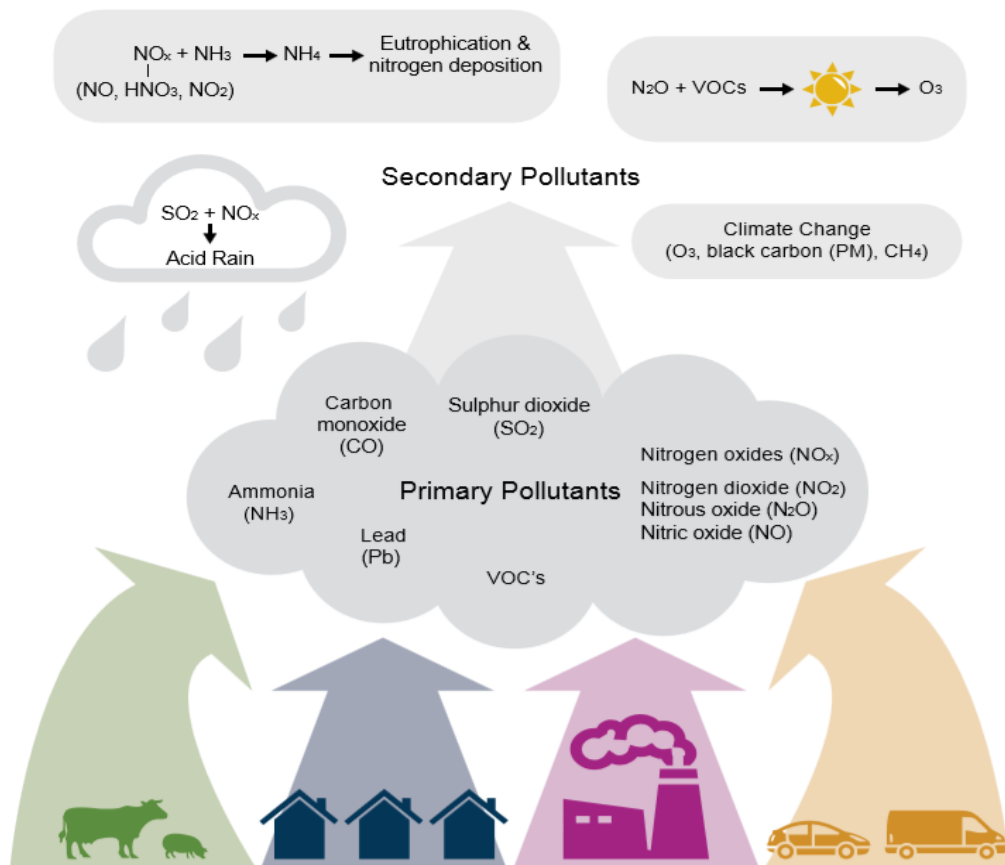 NOₓ + NH₃ → NH₄ → Eutrophication &
nitrogen deposition
(NO, HNO₃, NO₂)
N₂O + VOCs → → O₃
Secondary Pollutants
SO₂ + NOₓ
Acid Rain
Climate Change
(O₃, black carbon (PM), CH₄)
Carbon
monoxide
(CO)
Sulphur dioxide
(SO₂)
Ammonia
(NH₃)
Primary Pollutants
Lead
(Pb)
VOC's
Nitrogen oxides (NOₓ)
Nitrogen dioxide (NO₂)
Nitrous oxide (N₂O)
Nitric oxide (NO)